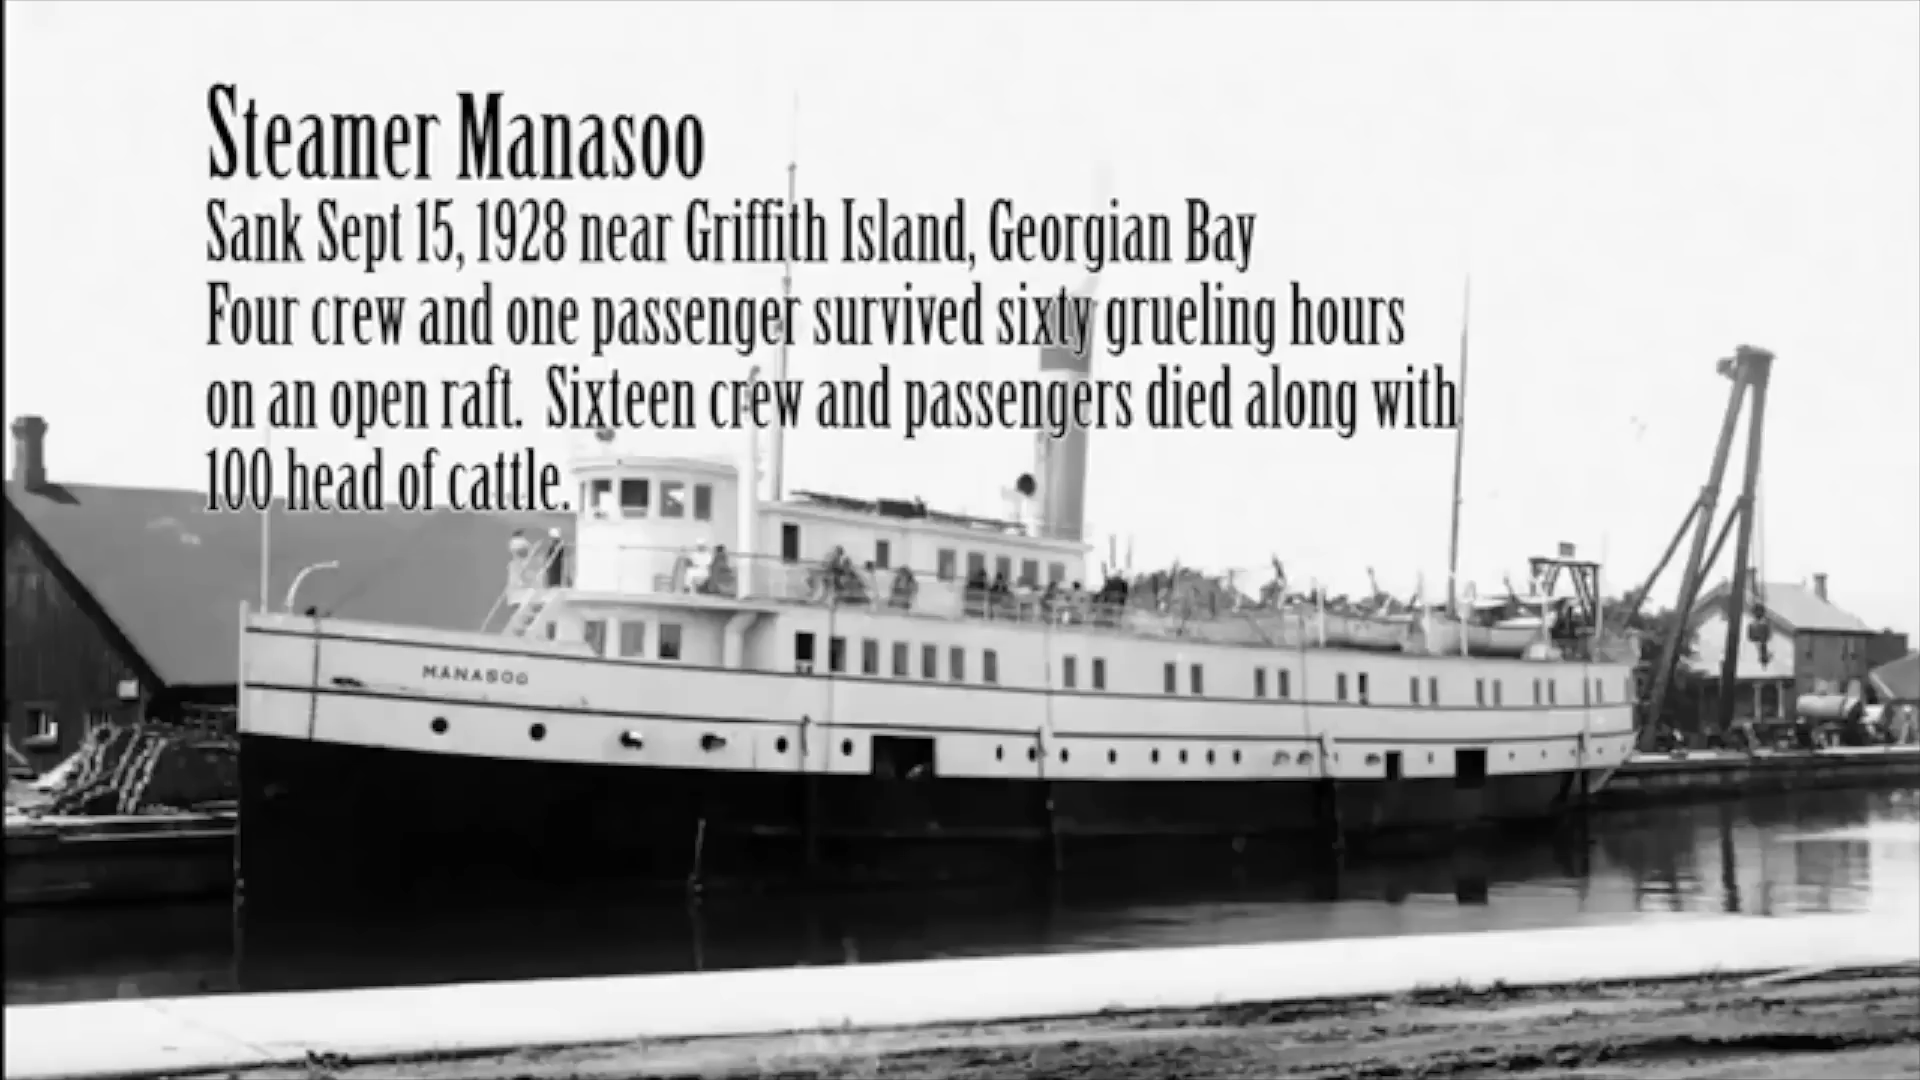 Steamer Manasoo
Sank Sept 15, 1928 near Griffith Island, Georgian Bay
Four crew and one passenger survived sixty grueling hours
on an open raft. Sixteen crew and passengers died along with
100 head of cattle.
MANASOO